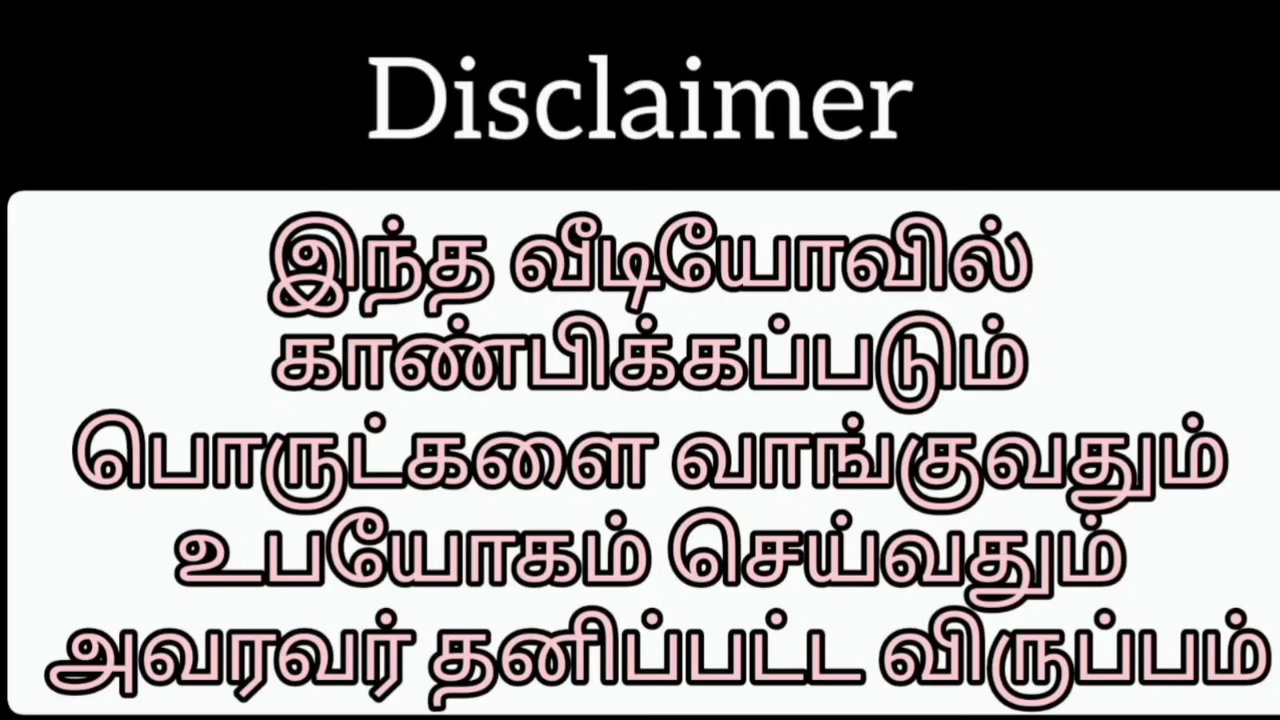 Disclaimer
இந்த வீடியோவில்
காண்பிக்கப்படும்
பொருட்களை வாங்குவதும்
உபயோகம் செய்வதும்
அவரவர் தனிப்பட்ட விருப்பம்